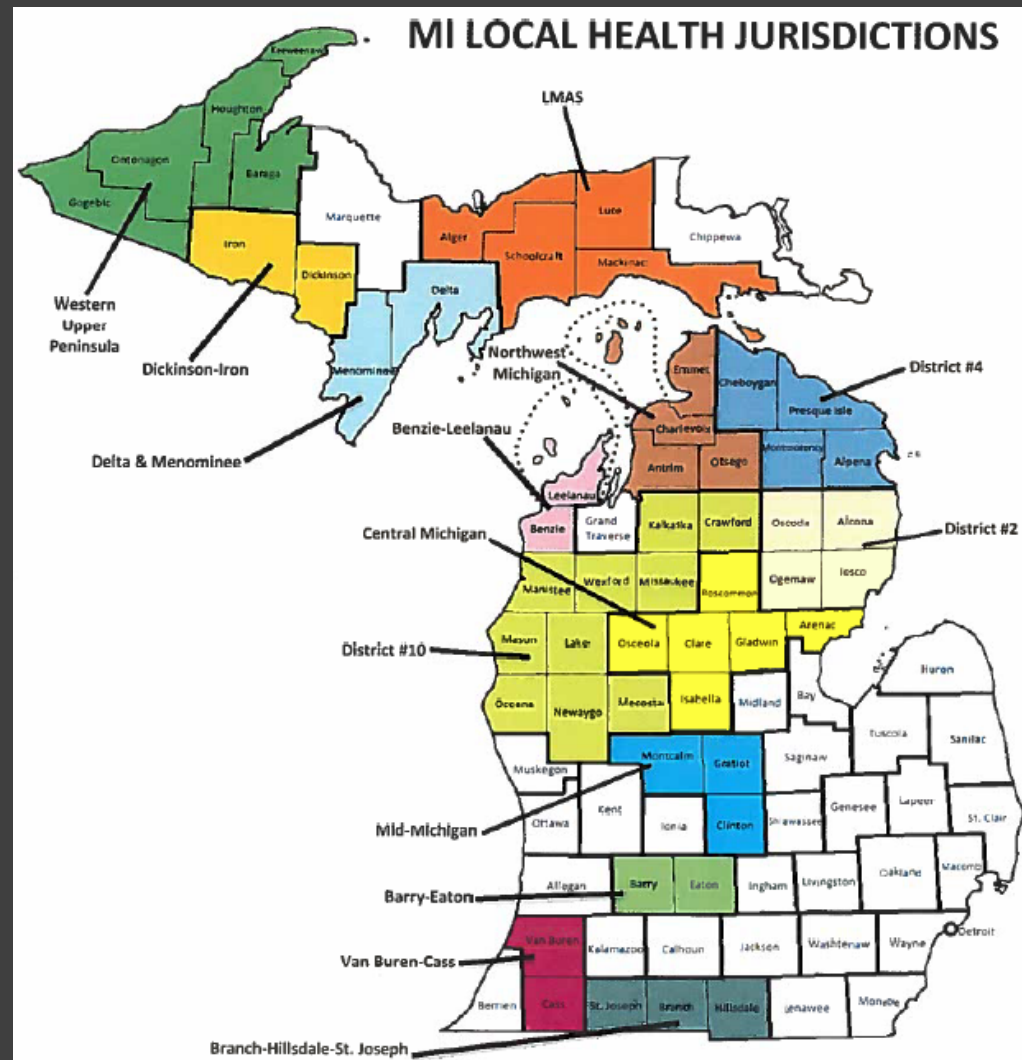 MI LOCAL HEALTH JURISDICTIONS
Keweenaw
LMAS
Houghton
Ontonagon
Baraga
Gogebic
Marquette
Luce
Alger
Chippewa
Iron
Schoolcraft
Mackinac
Dickinson
Delta
Western
Upper
Peninsula
Northwest
Michigan
Dickinson-Iron
Menominee
Emmet
Cheboygan
District #4
Presque Isle
Benzie-Leelanau
Charlevoix
Delta & Menominee
Antrim
Otsego
Montmorency
Alpena
Leelanau
Benzie
Grand
Traverse
Kalkaska
Crawford
Oscoda
Alcona
District #2
Central Michigan
Manistee
Wexford
Missaukee
Roscommon
Ogemaw
Iosco
Arenac
District #10
Mason
Lake
Osceola
Clare
Gladwin
Huron
Oceana
Newaygo
Mecosta
Isabella
Midland
Bay
Tuscola
Sanilac
Muskegon
Montcalm
Gratiot
Saginaw
Mid-Michigan
Ottawa
Kent
Ionia
Clinton
Shiawassee
Genesee
Lapeer
St. Clair
Barry-Eaton
Allegan
Barry
Eaton
Ingham
Livingston
Oakland
Macomb
Van Buren-Cass
Van Buren
Kalamazoo
Calhoun
Jackson
Washtenaw
Wayne
Detroit
Berrien
Cass
St. Joseph
Branch
Hillsdale
Lenawee
Monroe
Branch-Hillsdale-St. Joseph